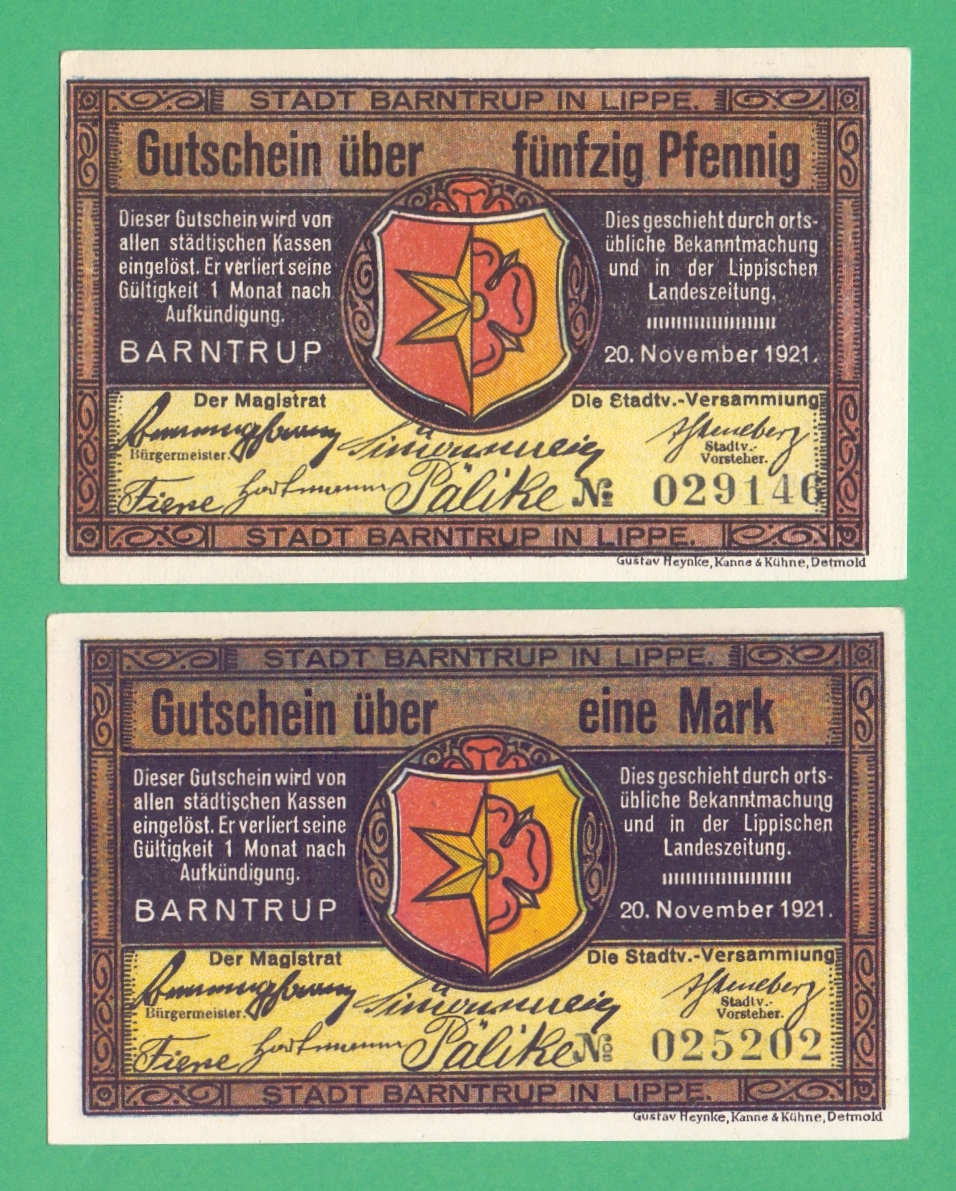 STADT BARNTRUP IN LIPPE.
Gutschein über fünfzig Pfennig
Dieser Gutschein wird von
allen städtischen Kassen
eingelöst. Er verliert seine
Gültigkeit 1 Monat nach
Aufkündigung.
BARNTRUP
Dies geschieht durch orts-
übliche Bekanntmachung
und in der Lippischen
Landeszeitung.
20. November 1921.
Der Magistrat
Die Stadtv.-Versammlung
Bürgermeister.
Stadtv.-
Vorsteher.
Fiene Hartmann Pälike № 029146
STADT BARNTRUP IN LIPPE.
Gustav Heynke, Kanne & Kühne, Detmold
STADT BARNTRUP IN LIPPE.
Gutschein über eine Mark
Dieser Gutschein wird von
allen städtischen Kassen
eingelöst. Er verliert seine
Gültigkeit 1 Monat nach
Aufkündigung.
BARNTRUP
Dies geschieht durch orts-
übliche Bekanntmachung
und in der Lippischen
Landeszeitung.
20. November 1921.
Der Magistrat
Die Stadtv.-Versammlung
Bürgermeister.
Stadtv.-
Vorsteher.
Fiene Hartmann Pälike № 025202
STADT BARNTRUP IN LIPPE.
Gustav Heynke, Kanne & Kühne, Detmold